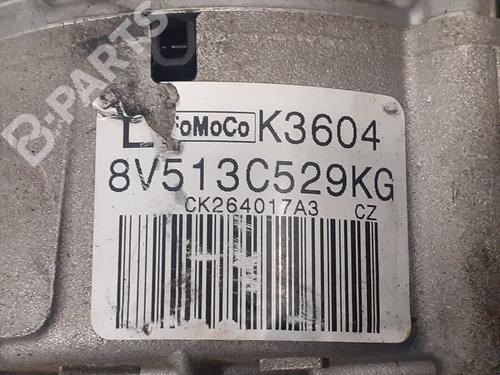 B-PARTS
L FoMoCo K3604
8V513C529KG
CK264017A3 CZ